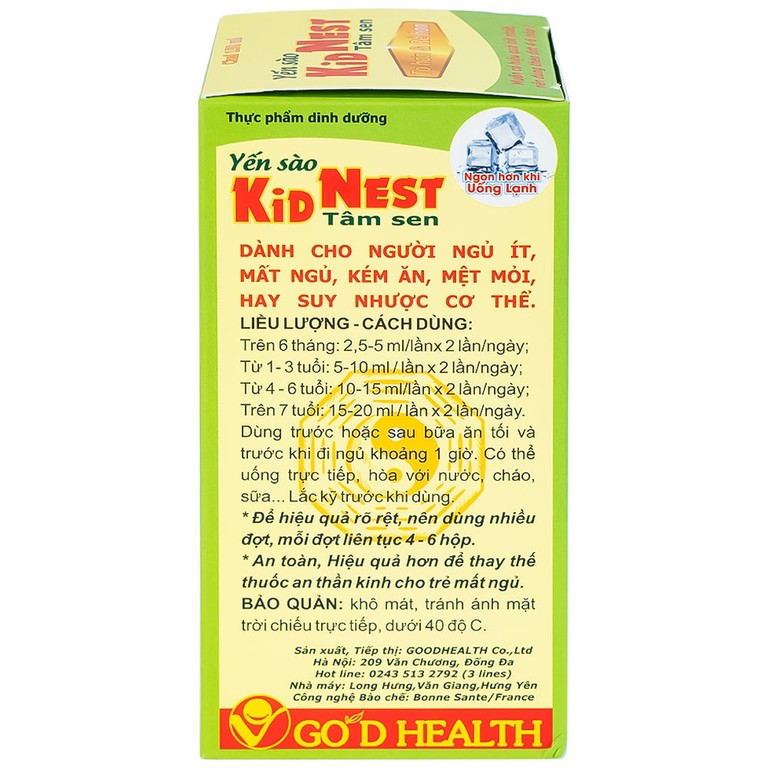 Chai 150 ml
Yến sào
KiD NEST
Tâm sen
Thực phẩm dinh dưỡng
Ngon hơn khi
Uống Lạnh
Yến sào
KiD NEST
Tâm sen
DÀNH CHO NGƯỜI NGỦ ÍT,
MẤT NGỦ, KÉM ĂN, MỆT MỎI,
HAY SUY NHƯỢC CƠ THỂ.
LIỀU LƯỢNG - CÁCH DÙNG:
Trên 6 tháng: 2,5-5 ml/lầnx 2 lần/ngày;
Từ 1- 3 tuổi: 5-10 ml / lần x 2 lần/ngày;
Từ 4 - 6 tuổi: 10-15 ml/ lần x 2 lần/ngày;
Trên 7 tuổi: 15-20 ml / lần x 2 lần/ngày.
Dùng trước hoặc sau bữa ăn tối và
trước khi đi ngủ khoảng 1 giờ. Có thể
uống trực tiếp, hòa với nước, cháo,
sữa... Lắc kỹ trước khi dùng.
* Để hiệu quả rõ rệt, nên dùng nhiều
đợt, mỗi đợt liên tục 4 - 6 hộp.
* An toàn, Hiệu quả hơn để thay thế
thuốc an thần kinh cho trẻ mất ngủ.
BẢO QUẢN: khô mát, tránh ánh mặt
trời chiếu trực tiếp, dưới 40 độ C.
Sản xuất, Tiếp thị: GOODHEALTH Co.,Ltd
Hà Nội: 209 Văn Chương, Đống Đa
Hot line: 0243 513 2792 (3 lines)
Nhà máy: Long Hưng,Văn Giang,Hưng Yên
Công nghệ Bào chế: Bonne Sante/France
GOOD HEALTH